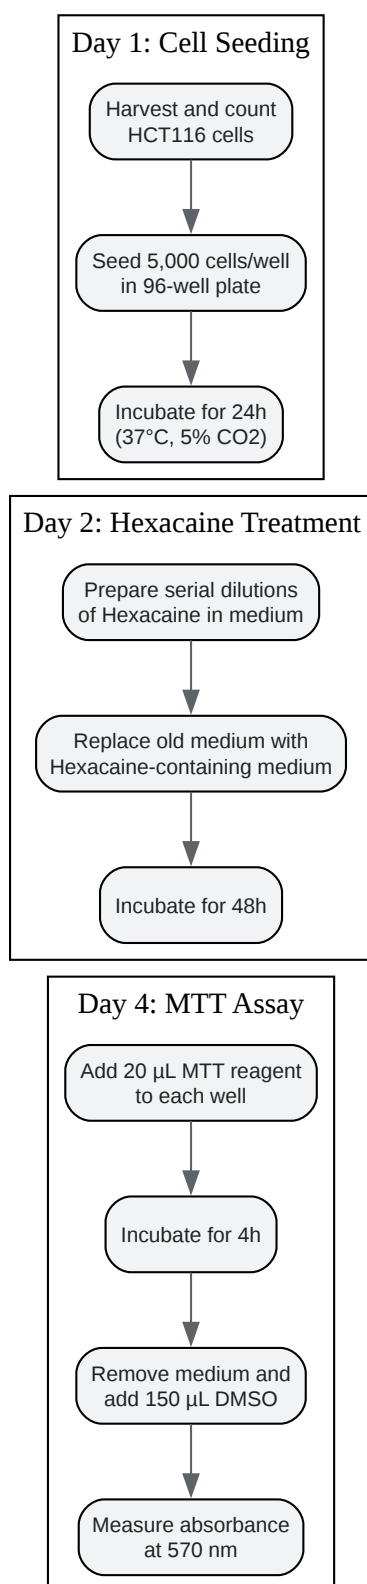 Day 1: Cell Seeding
Harvest and count
HCT116 cells
Seed 5,000 cells/well
in 96-well plate
Incubate for 24h
(37°C, 5% CO2)
Day 2: Hexacaine Treatment
Prepare serial dilutions
of Hexacaine in medium
Replace old medium with
Hexacaine-containing medium
Incubate for 48h
Day 4: MTT Assay
Add 20 µL MTT reagent
to each well
Incubate for 4h
Remove medium and
add 150 µL DMSO
Measure absorbance
at 570 nm